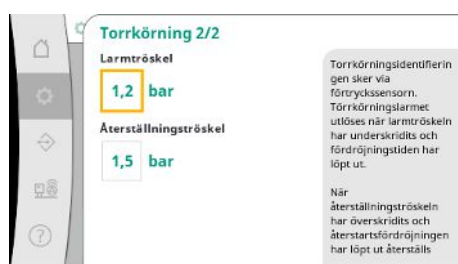 Torrkörning 2/2
Larmtröskel
1,2 bar
Återställningströskel
1,5 bar
Torrkörningsidentifierin
gen sker via
förtryckssensorn.
Törrkörningslarmet
utlöses när larmtröskeln
har underskridits och
fördröjningstiden har
löpt ut.
När
återställningströskeln
har överskridits och
återstartsfördröjningen
har löpt ut återställs